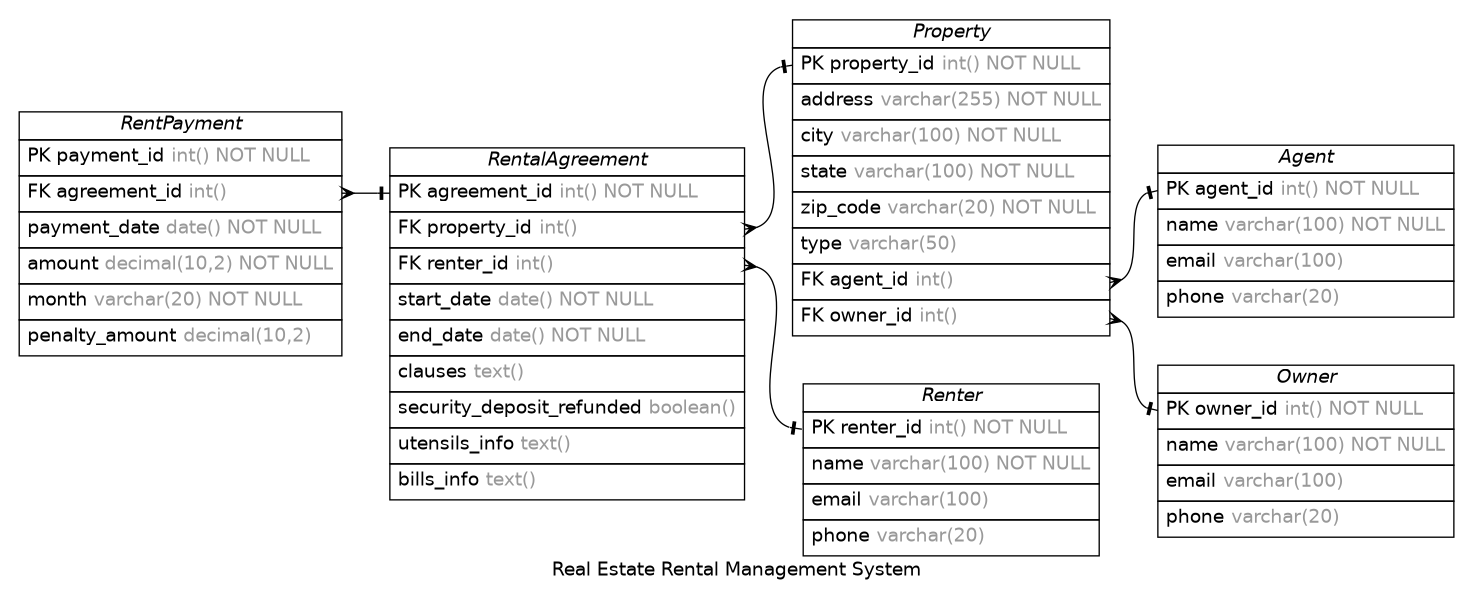 RentPayment
PK payment_id int() NOT NULL
FK agreement_id int()
payment_date date() NOT NULL
amount decimal(10,2) NOT NULL
month varchar(20) NOT NULL
penalty_amount decimal(10,2)
RentalAgreement
PK agreement_id int() NOT NULL
FK property_id int()
FK renter_id int()
start_date date() NOT NULL
end_date date() NOT NULL
clauses text()
security_deposit_refunded boolean()
utensils_info text()
bills_info text()
Property
PK property_id int() NOT NULL
address varchar(255) NOT NULL
city varchar(100) NOT NULL
state varchar(100) NOT NULL
zip_code varchar(20) NOT NULL
type varchar(50)
FK agent_id int()
FK owner_id int()
Renter
PK renter_id int() NOT NULL
name varchar(100) NOT NULL
email varchar(100)
phone varchar(20)
Agent
PK agent_id int() NOT NULL
name varchar(100) NOT NULL
email varchar(100)
phone varchar(20)
Owner
PK owner_id int() NOT NULL
name varchar(100) NOT NULL
email varchar(100)
phone varchar(20)
Real Estate Rental Management System